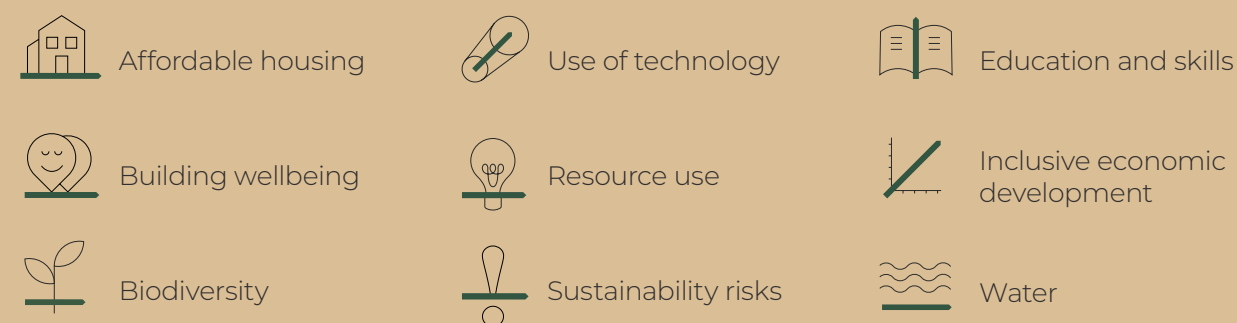 Affordable housing
Use of technology
Education and skills
Building wellbeing
Resource use
Inclusive economic
development
Biodiversity
Sustainability risks
Water